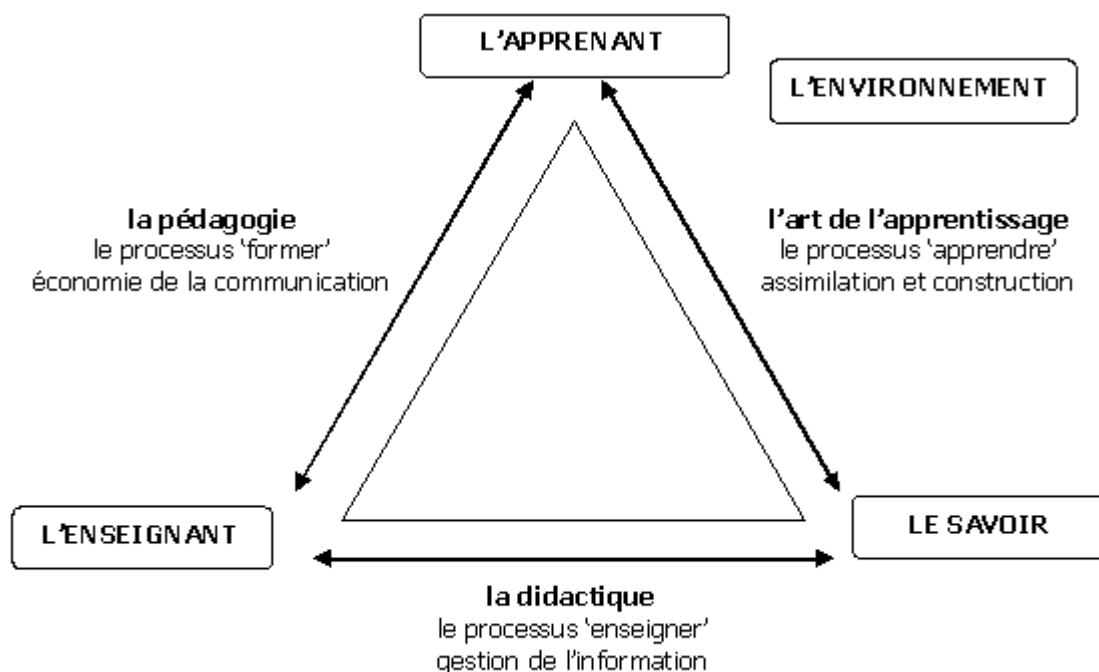 L'APPRENANT
L'ENVIRONNEMENT
la pédagogie
le processus 'former'
économie de la communication
l'art de l'apprentissage
le processus 'apprendre'
assimilation et construction
L'ENSEIGNANT
LE SAVOIR
la didactique
le processus 'enseigner'
gestion de l'information